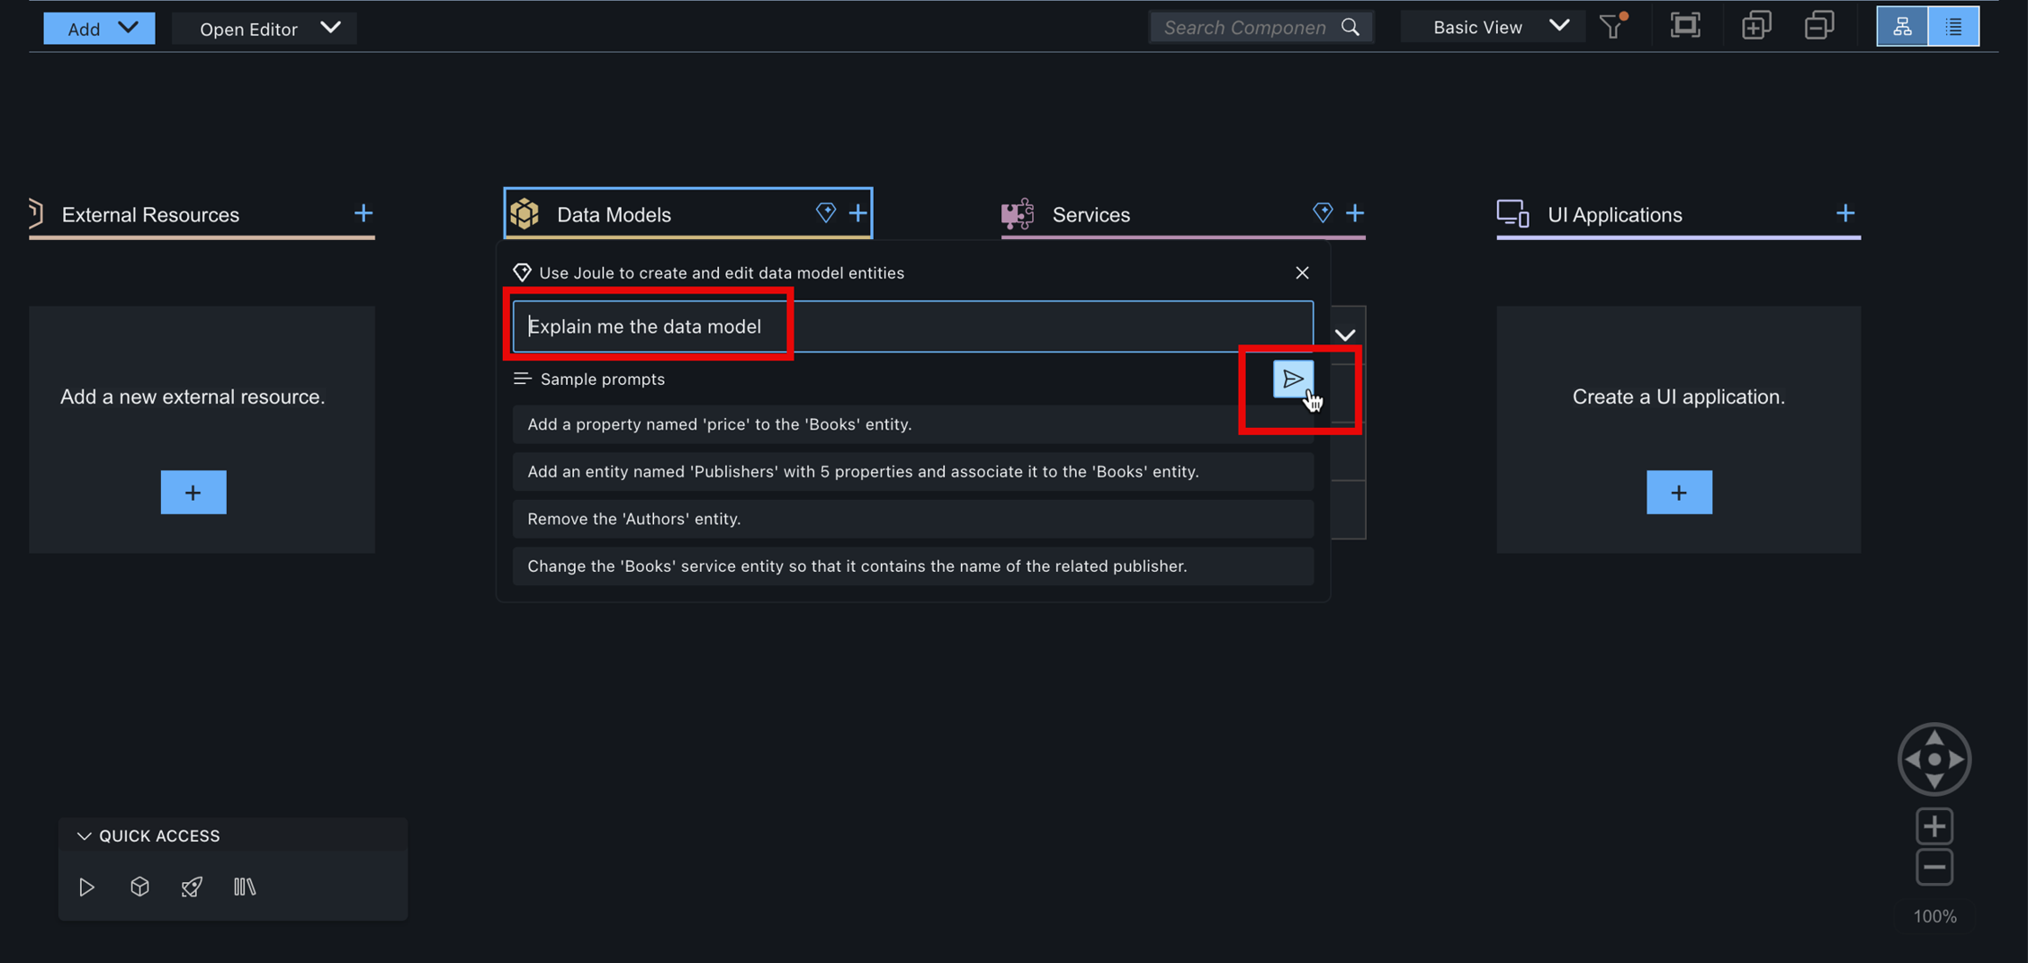 Add
Open Editor
Search Componen
Basic View
External Resources
Data Models
Services
UI Applications
Use Joule to create and edit data model entities
Explain me the data model
Sample prompts
Add a property named 'price' to the 'Books' entity.
Add an entity named 'Publishers' with 5 properties and associate it to the 'Books' entity.
Remove the 'Authors' entity.
Change the 'Books' service entity so that it contains the name of the related publisher.
Add a new external resource.
Create a UI application.
QUICK ACCESS
100%